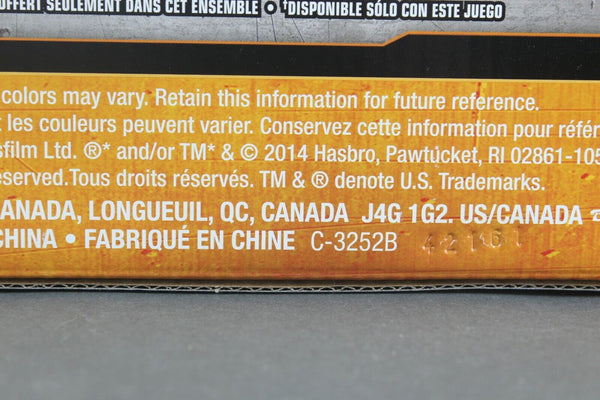 OFFERT SEULEMENT DANS CET ENSEMBLE • *DISPONIBLE SÓLO CON ESTE JUEGO
colors may vary. Retain this information for future reference.
les couleurs peuvent varier. Conservez cette information pour référ
sfilm Ltd. ®* and/or TM* & © 2014 Hasbro, Pawtucket, RI 02861-105
eserved.Tous droits réservés. TM & ® denote U.S. Trademarks.
CANADA, LONGUEUIL, QC, CANADA J4G 1G2. US/CANADA
CHINA • FABRIQUÉ EN CHINE C-3252B 42161